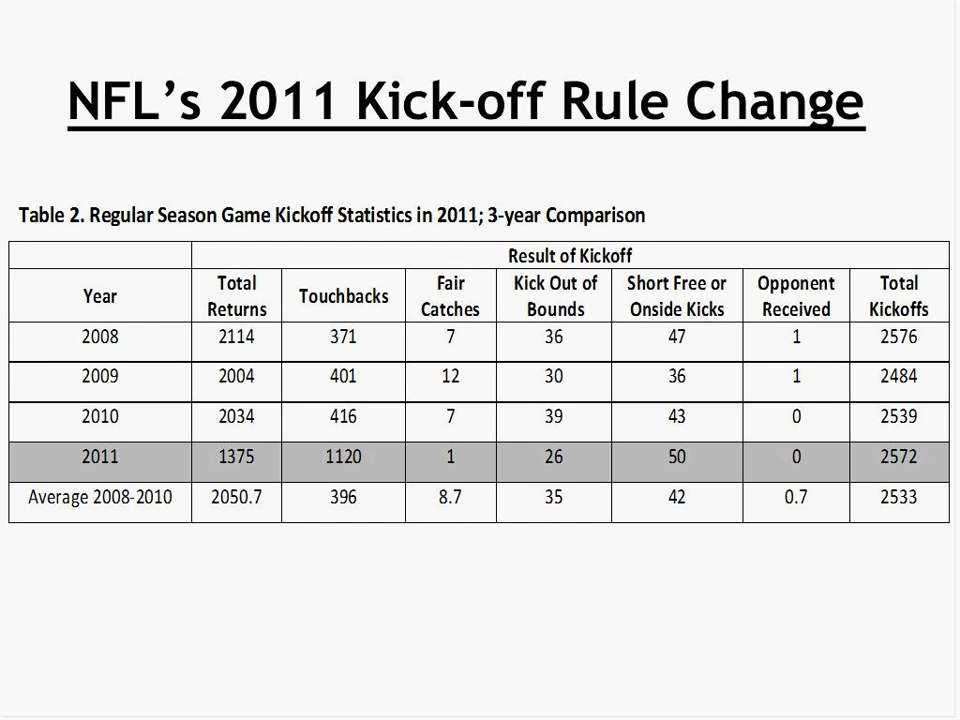 NFL’s 2011 Kick-off Rule Change
Table 2. Regular Season Game Kickoff Statistics in 2011; 3-year Comparison
Result of Kickoff
Year Total Returns Touchbacks Fair Catches Kick Out of Bounds Short Free or Onside Kicks Opponent Received Total Kickoffs
2008 2114 371 7 36 47 1 2576
2009 2004 401 12 30 36 1 2484
2010 2034 416 7 39 43 0 2539
2011 1375 1120 1 26 50 0 2572
Average 2008-2010 2050.7 396 8.7 35 42 0.7 2533